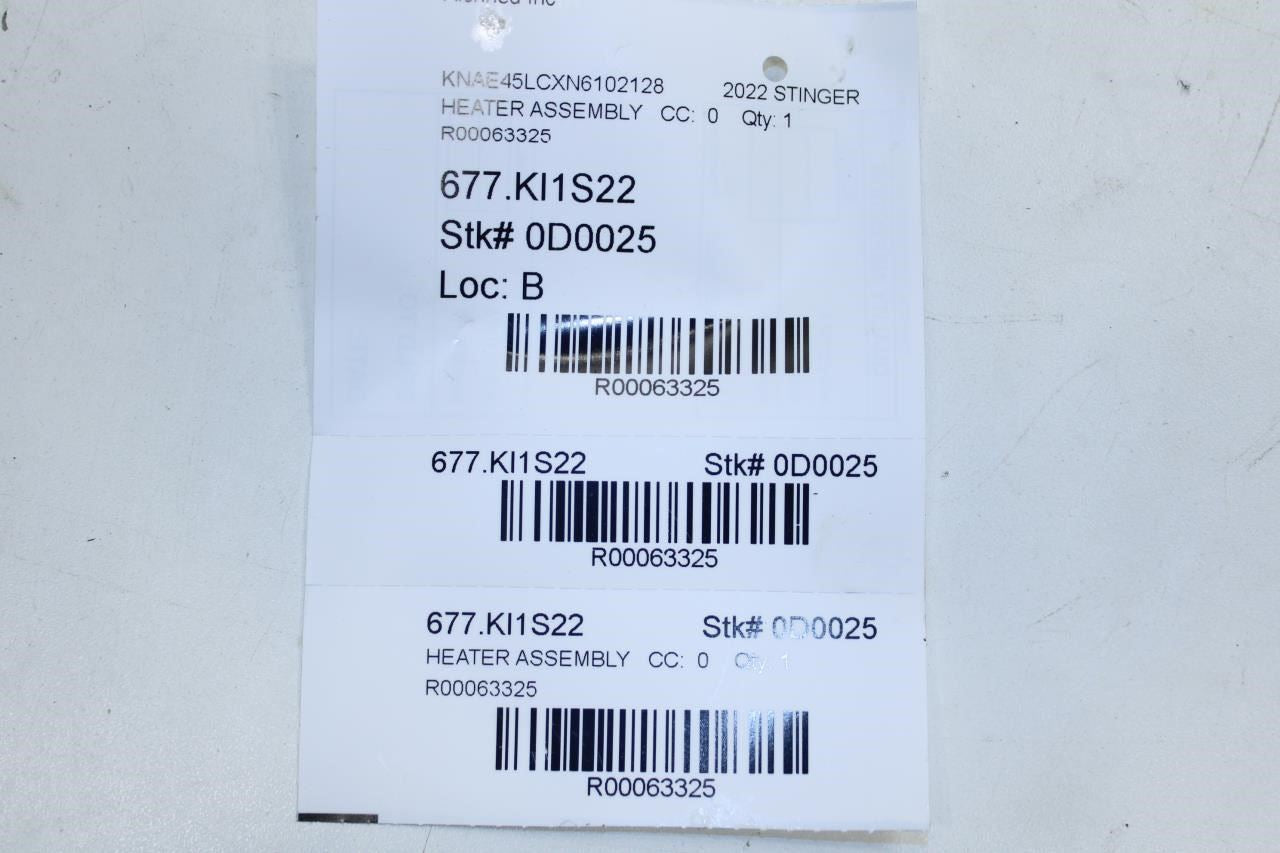 Inc
KNAE45LCXN6102128 2022 STINGER
HEATER ASSEMBLY CC: 0 Qty: 1
R00063325
677.KI1S22
Stk# 0D0025
Loc: B
R00063325
677.KI1S22 Stk# 0D0025
R00063325
677.KI1S22 Stk# 0D0025
HEATER ASSEMBLY CC: 0 Qty: 1
R00063325
R00063325